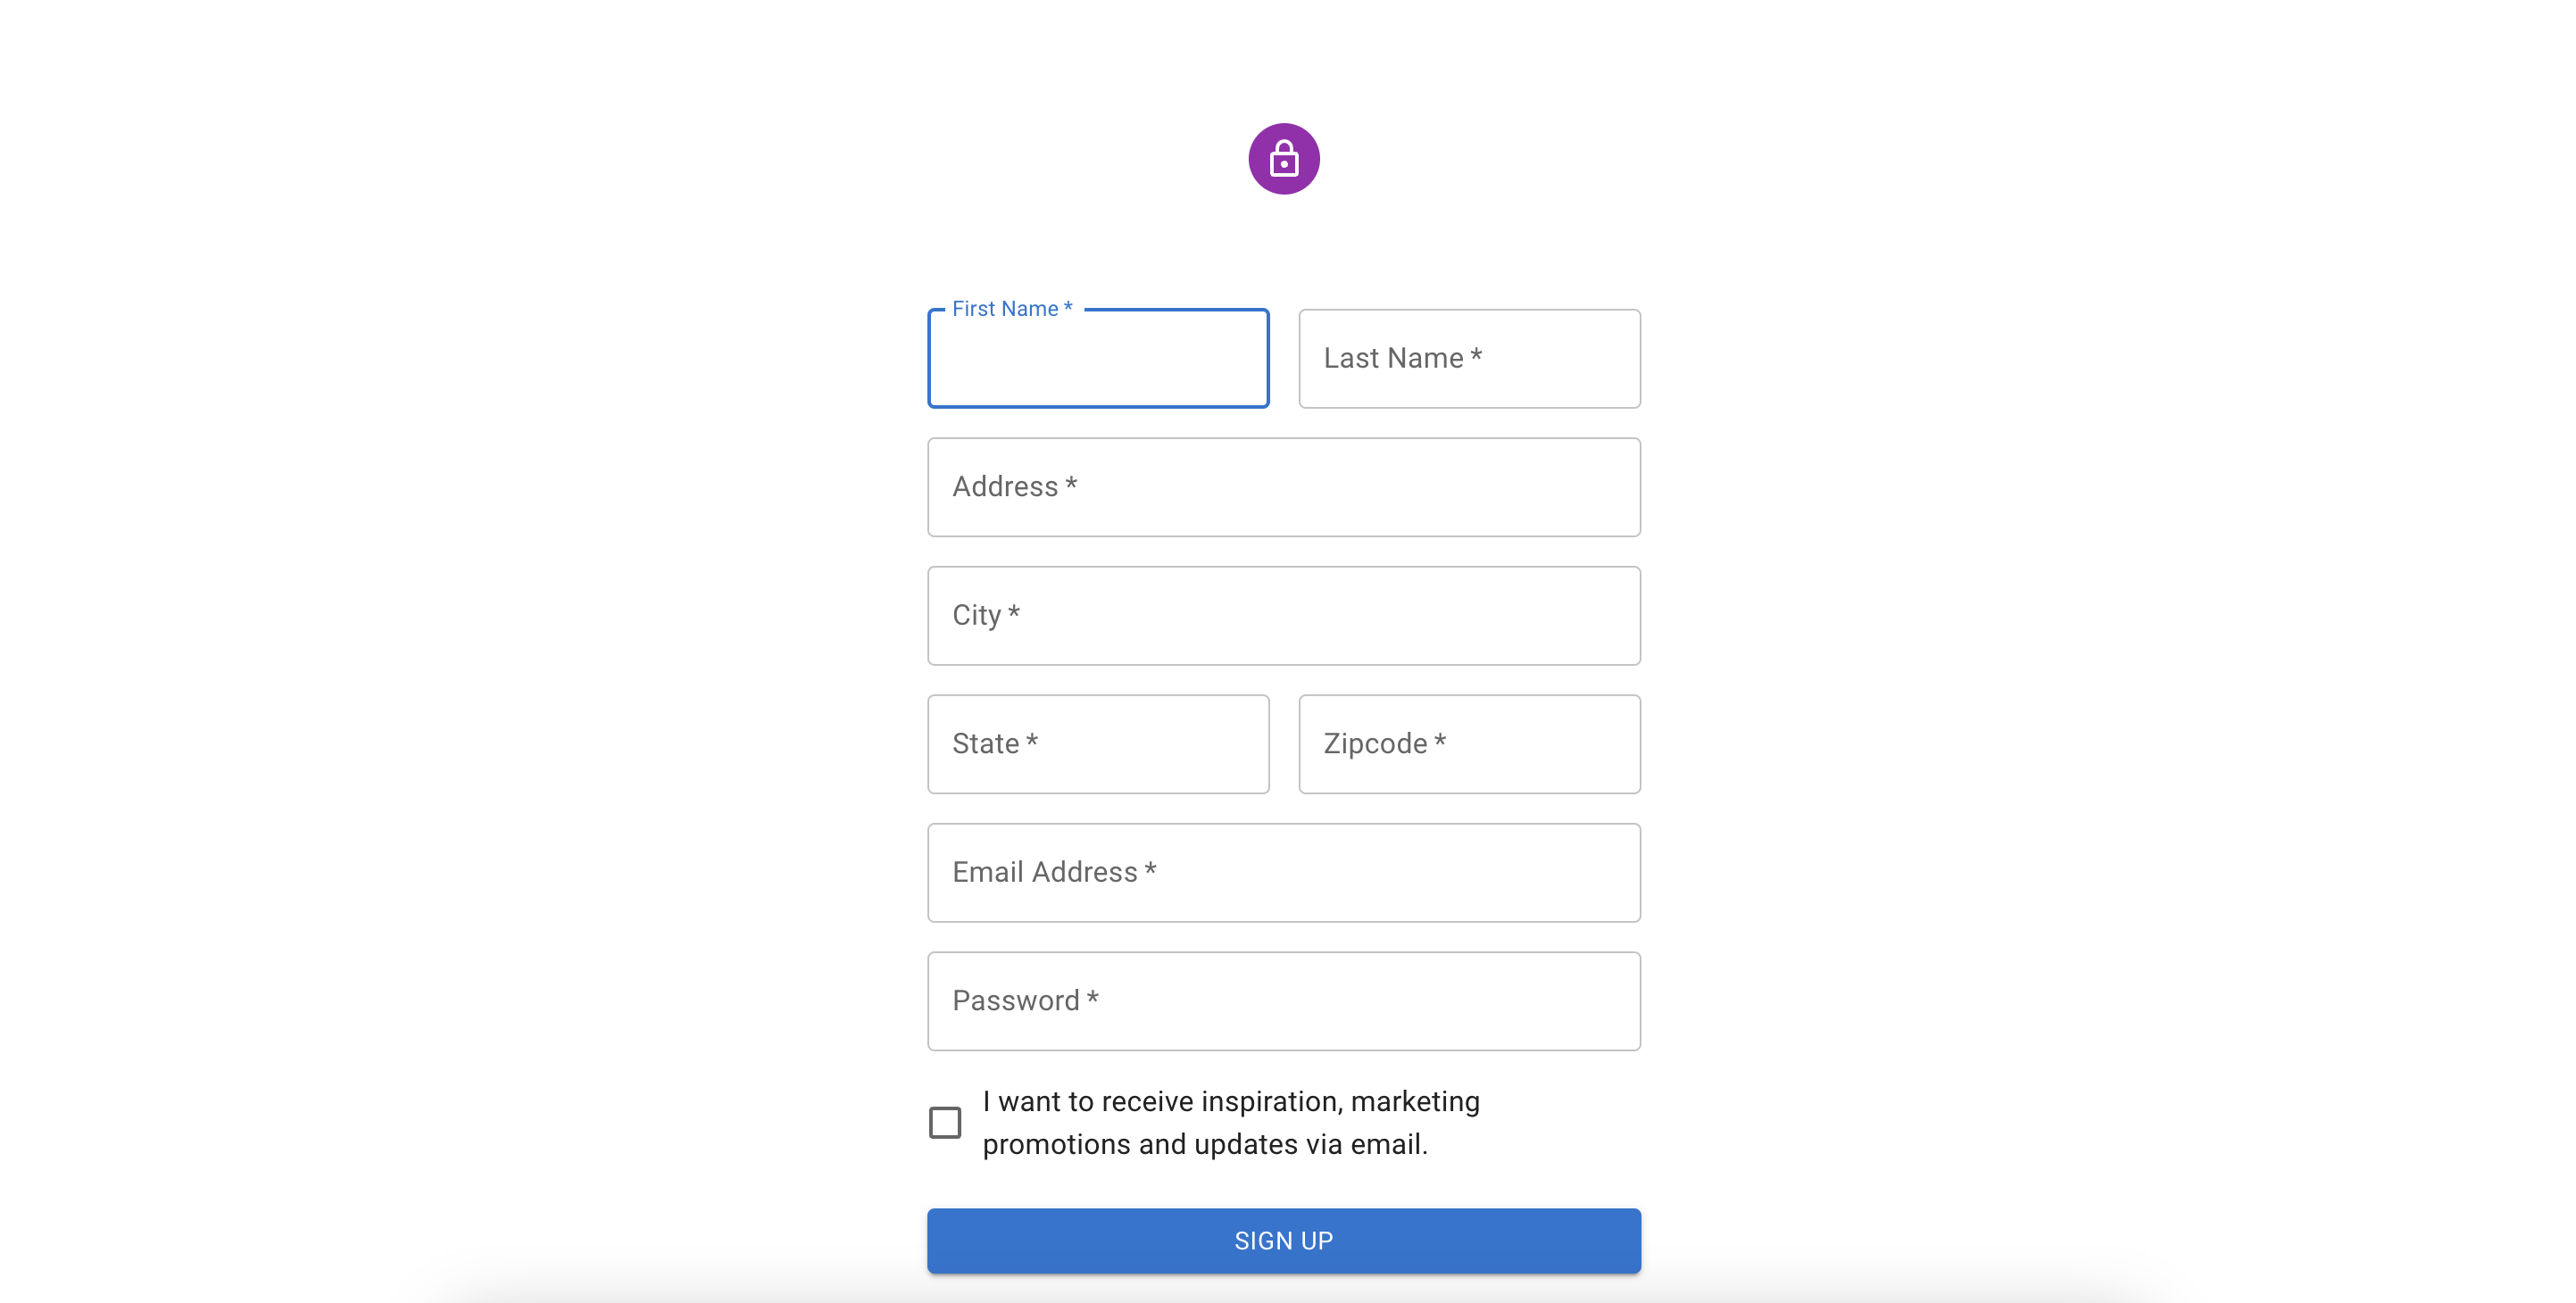 First Name *
Last Name *
Address *
City *
State *
Zipcode *
Email Address *
Password *
I want to receive inspiration, marketing
promotions and updates via email.
SIGN UP